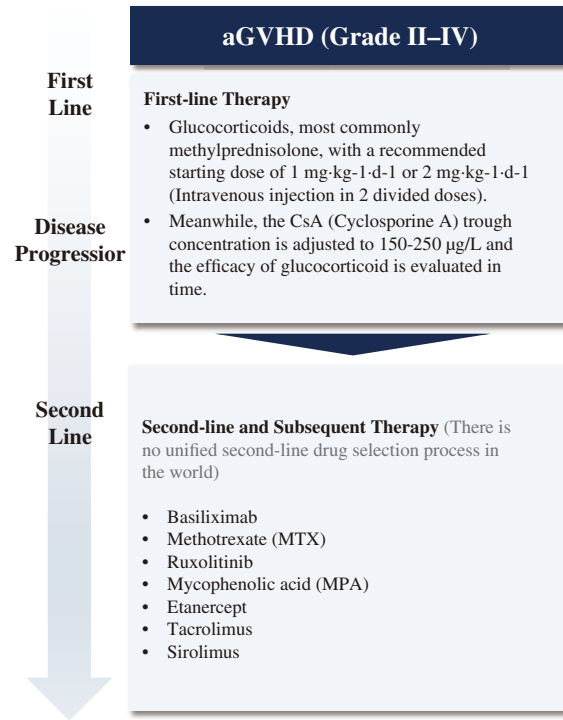 aGVHD (Grade II–IV)
First
Line
First-line Therapy
• Glucocorticoids, most commonly
methylprednisolone, with a recommended
starting dose of 1 mg·kg-1·d-1 or 2 mg·kg-1·d-1
(Intravenous injection in 2 divided doses).
• Meanwhile, the CsA (Cyclosporine A) trough
concentration is adjusted to 150-250 μg/L and
the efficacy of glucocorticoid is evaluated in
time.
Disease
Progressior
Second
Line
Second-line and Subsequent Therapy (There is
no unified second-line drug selection process in
the world)
• Basiliximab
• Methotrexate (MTX)
• Ruxolitinib
• Mycophenolic acid (MPA)
• Etanercept
• Tacrolimus
• Sirolimus